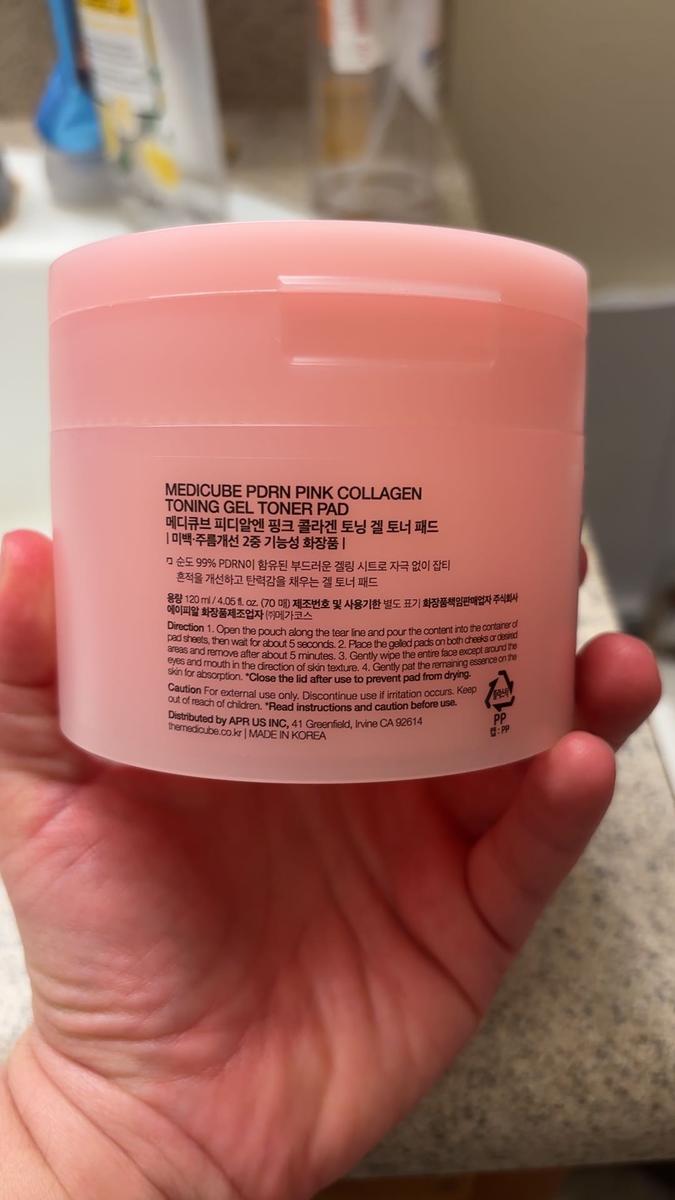 MEDICUBE PDRN PINK COLLAGEN
TONING GEL TONER PAD
메디큐브 피디알엔 핑크 콜라겐 토닝 겔 토너 패드
| 미백·주름개선 2중 기능성 화장품 |
순도 99% PDRN이 함유된 부드러운 겔링 시트로 자극 없이 잡티
흔적을 개선하고 탄력감을 채우는 겔 토너 패드
용량 120 ml / 4.05 fl. oz. (70 매) 제조번호 및 사용기한 별도 표기 화장품책임판매업자 주식회사
에이피알 화장품제조업자 ㈜메가코스
Direction 1. Open the pouch along the tear line and pour the content into the container of
pad sheets, then wait for about 5 seconds. 2. Place the gelled pads on both cheeks or desired
areas and remove after about 5 minutes. 3. Gently wipe the entire face except around the
eyes and mouth in the direction of skin texture. 4. Gently pat the remaining essence on the
skin for absorption. *Close the lid after use to prevent pad from drying.
Caution For external use only. Discontinue use if irritation occurs. Keep
out of reach of children. *Read instructions and caution before use.
Distributed by APR US INC, 41 Greenfield, Irvine CA 92614
themedicube.co.kr | MADE IN KOREA
플라스틱
PP
캡 : PP